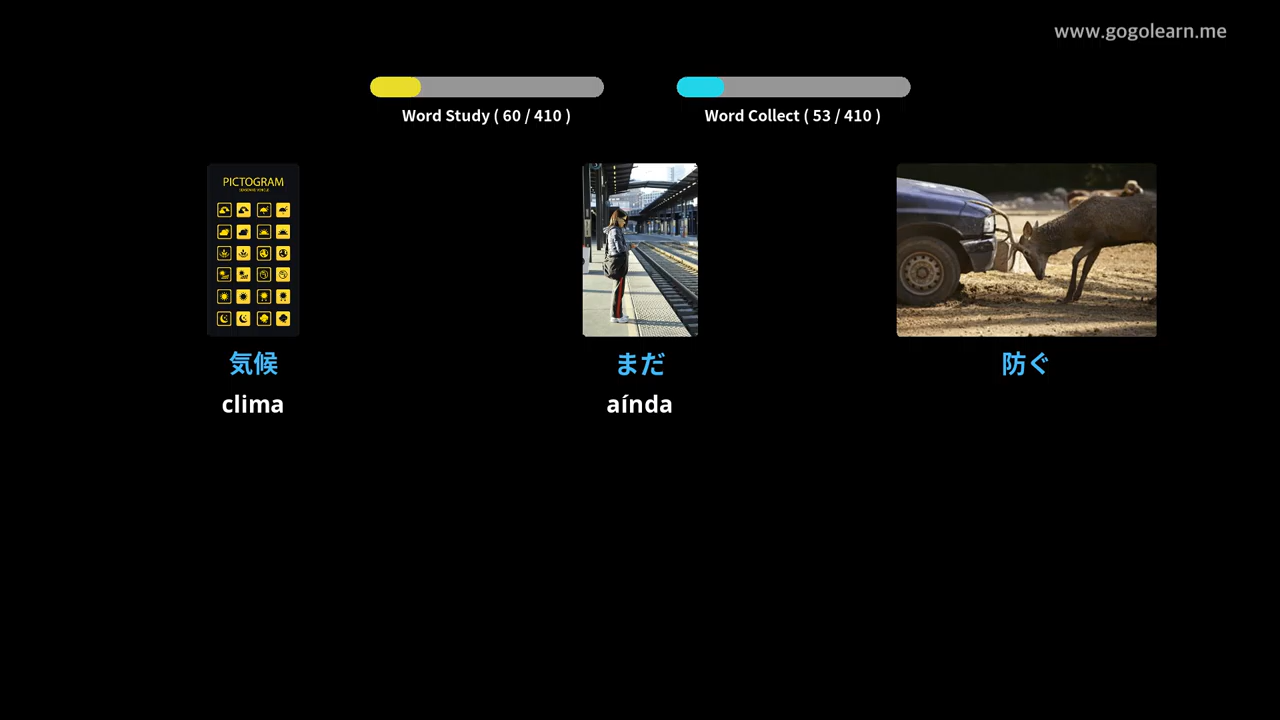 www.gogolearn.me
Word Study ( 60 / 410 )
Word Collect ( 53 / 410 )
PICTOGRAM
気候
まだ
防ぐ
clima
aínda